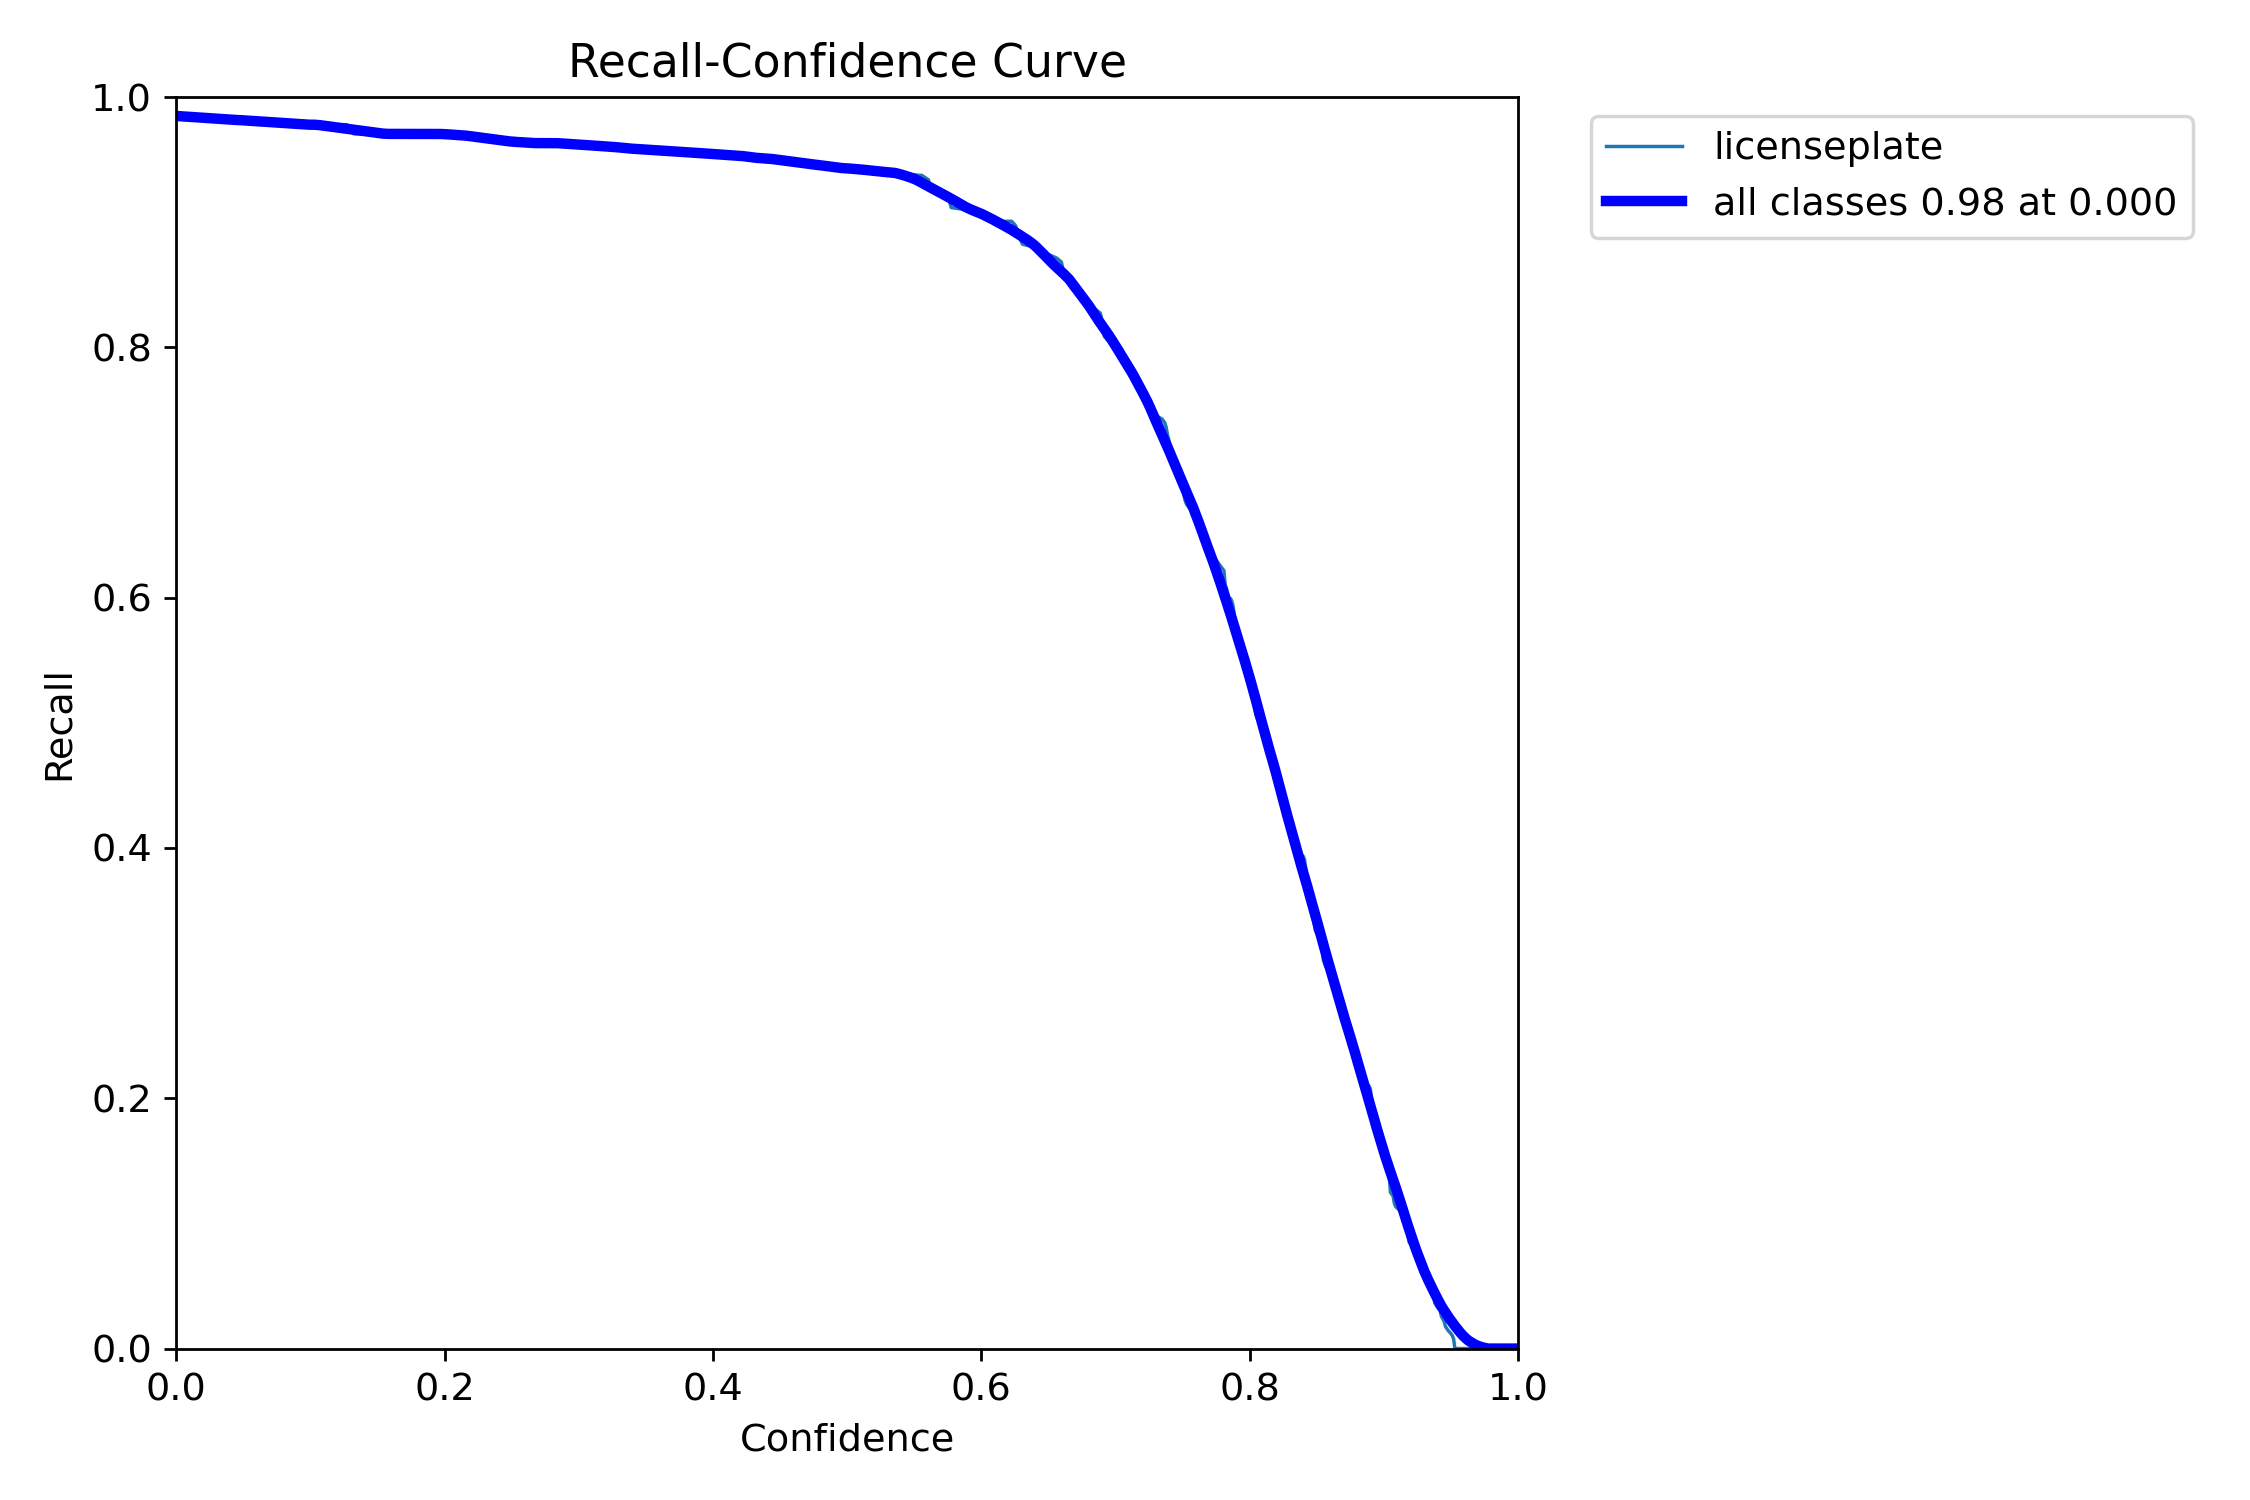 Recall-Confidence Curve
licenseplate
all classes 0.98 at 0.000
1.0
0.8
0.6
0.4
0.2
0.0
Recall
0.0 0.2 0.4 0.6 0.8 1.0
Confidence